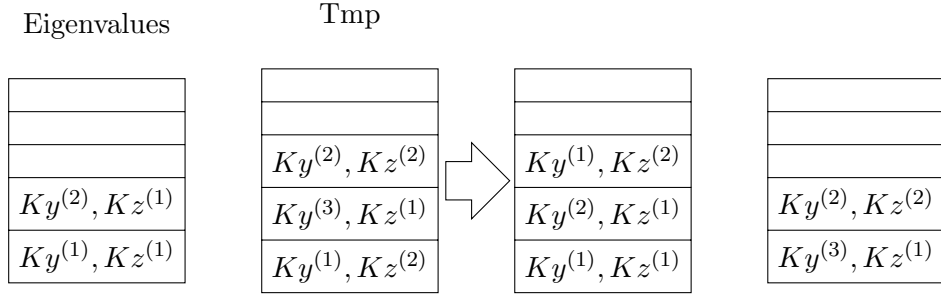 Eigenvalues
Tmp
Ky^{(2)}, Kz^{(1)}
Ky^{(1)}, Kz^{(1)}
Ky^{(2)}, Kz^{(2)}
Ky^{(3)}, Kz^{(1)}
Ky^{(1)}, Kz^{(2)}
Ky^{(1)}, Kz^{(2)}
Ky^{(2)}, Kz^{(1)}
Ky^{(1)}, Kz^{(1)}
Ky^{(2)}, Kz^{(2)}
Ky^{(3)}, Kz^{(1)}